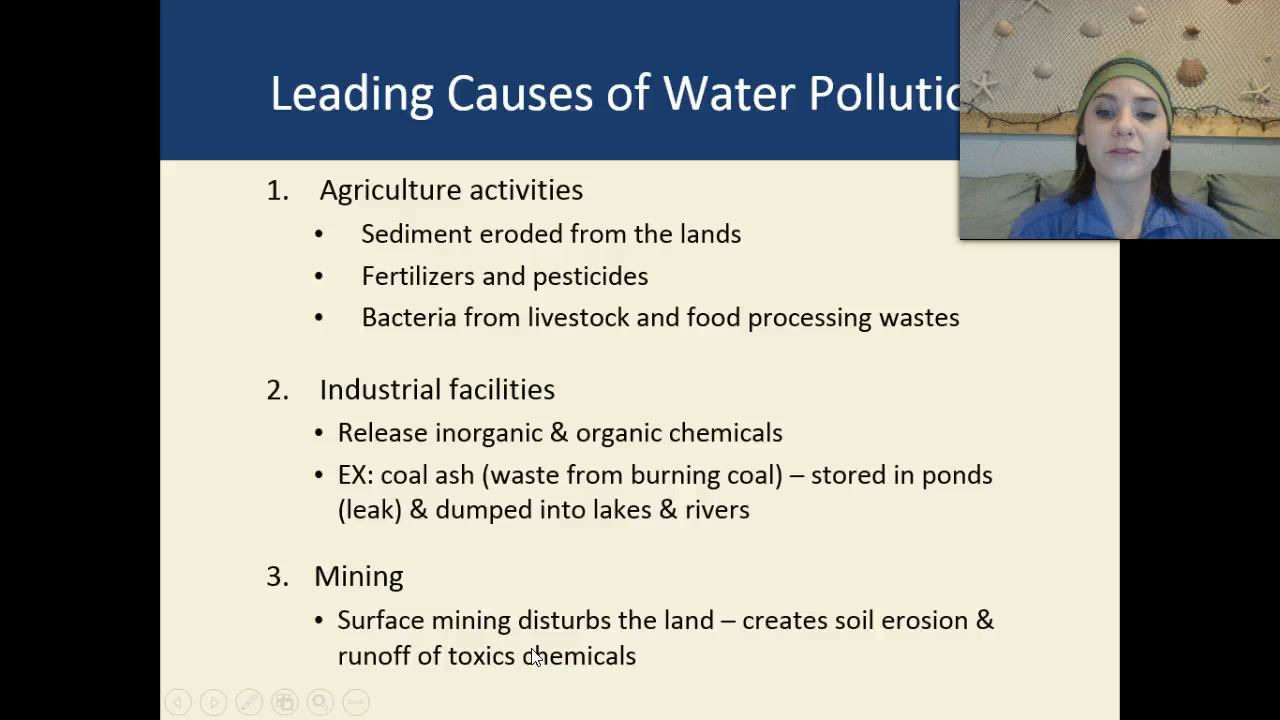 Leading Causes of Water Pollutio
1. Agriculture activities
• Sediment eroded from the lands
• Fertilizers and pesticides
• Bacteria from livestock and food processing wastes
2. Industrial facilities
• Release inorganic & organic chemicals
• EX: coal ash (waste from burning coal) – stored in ponds
(leak) & dumped into lakes & rivers
3. Mining
• Surface mining disturbs the land – creates soil erosion &
runoff of toxics chemicals